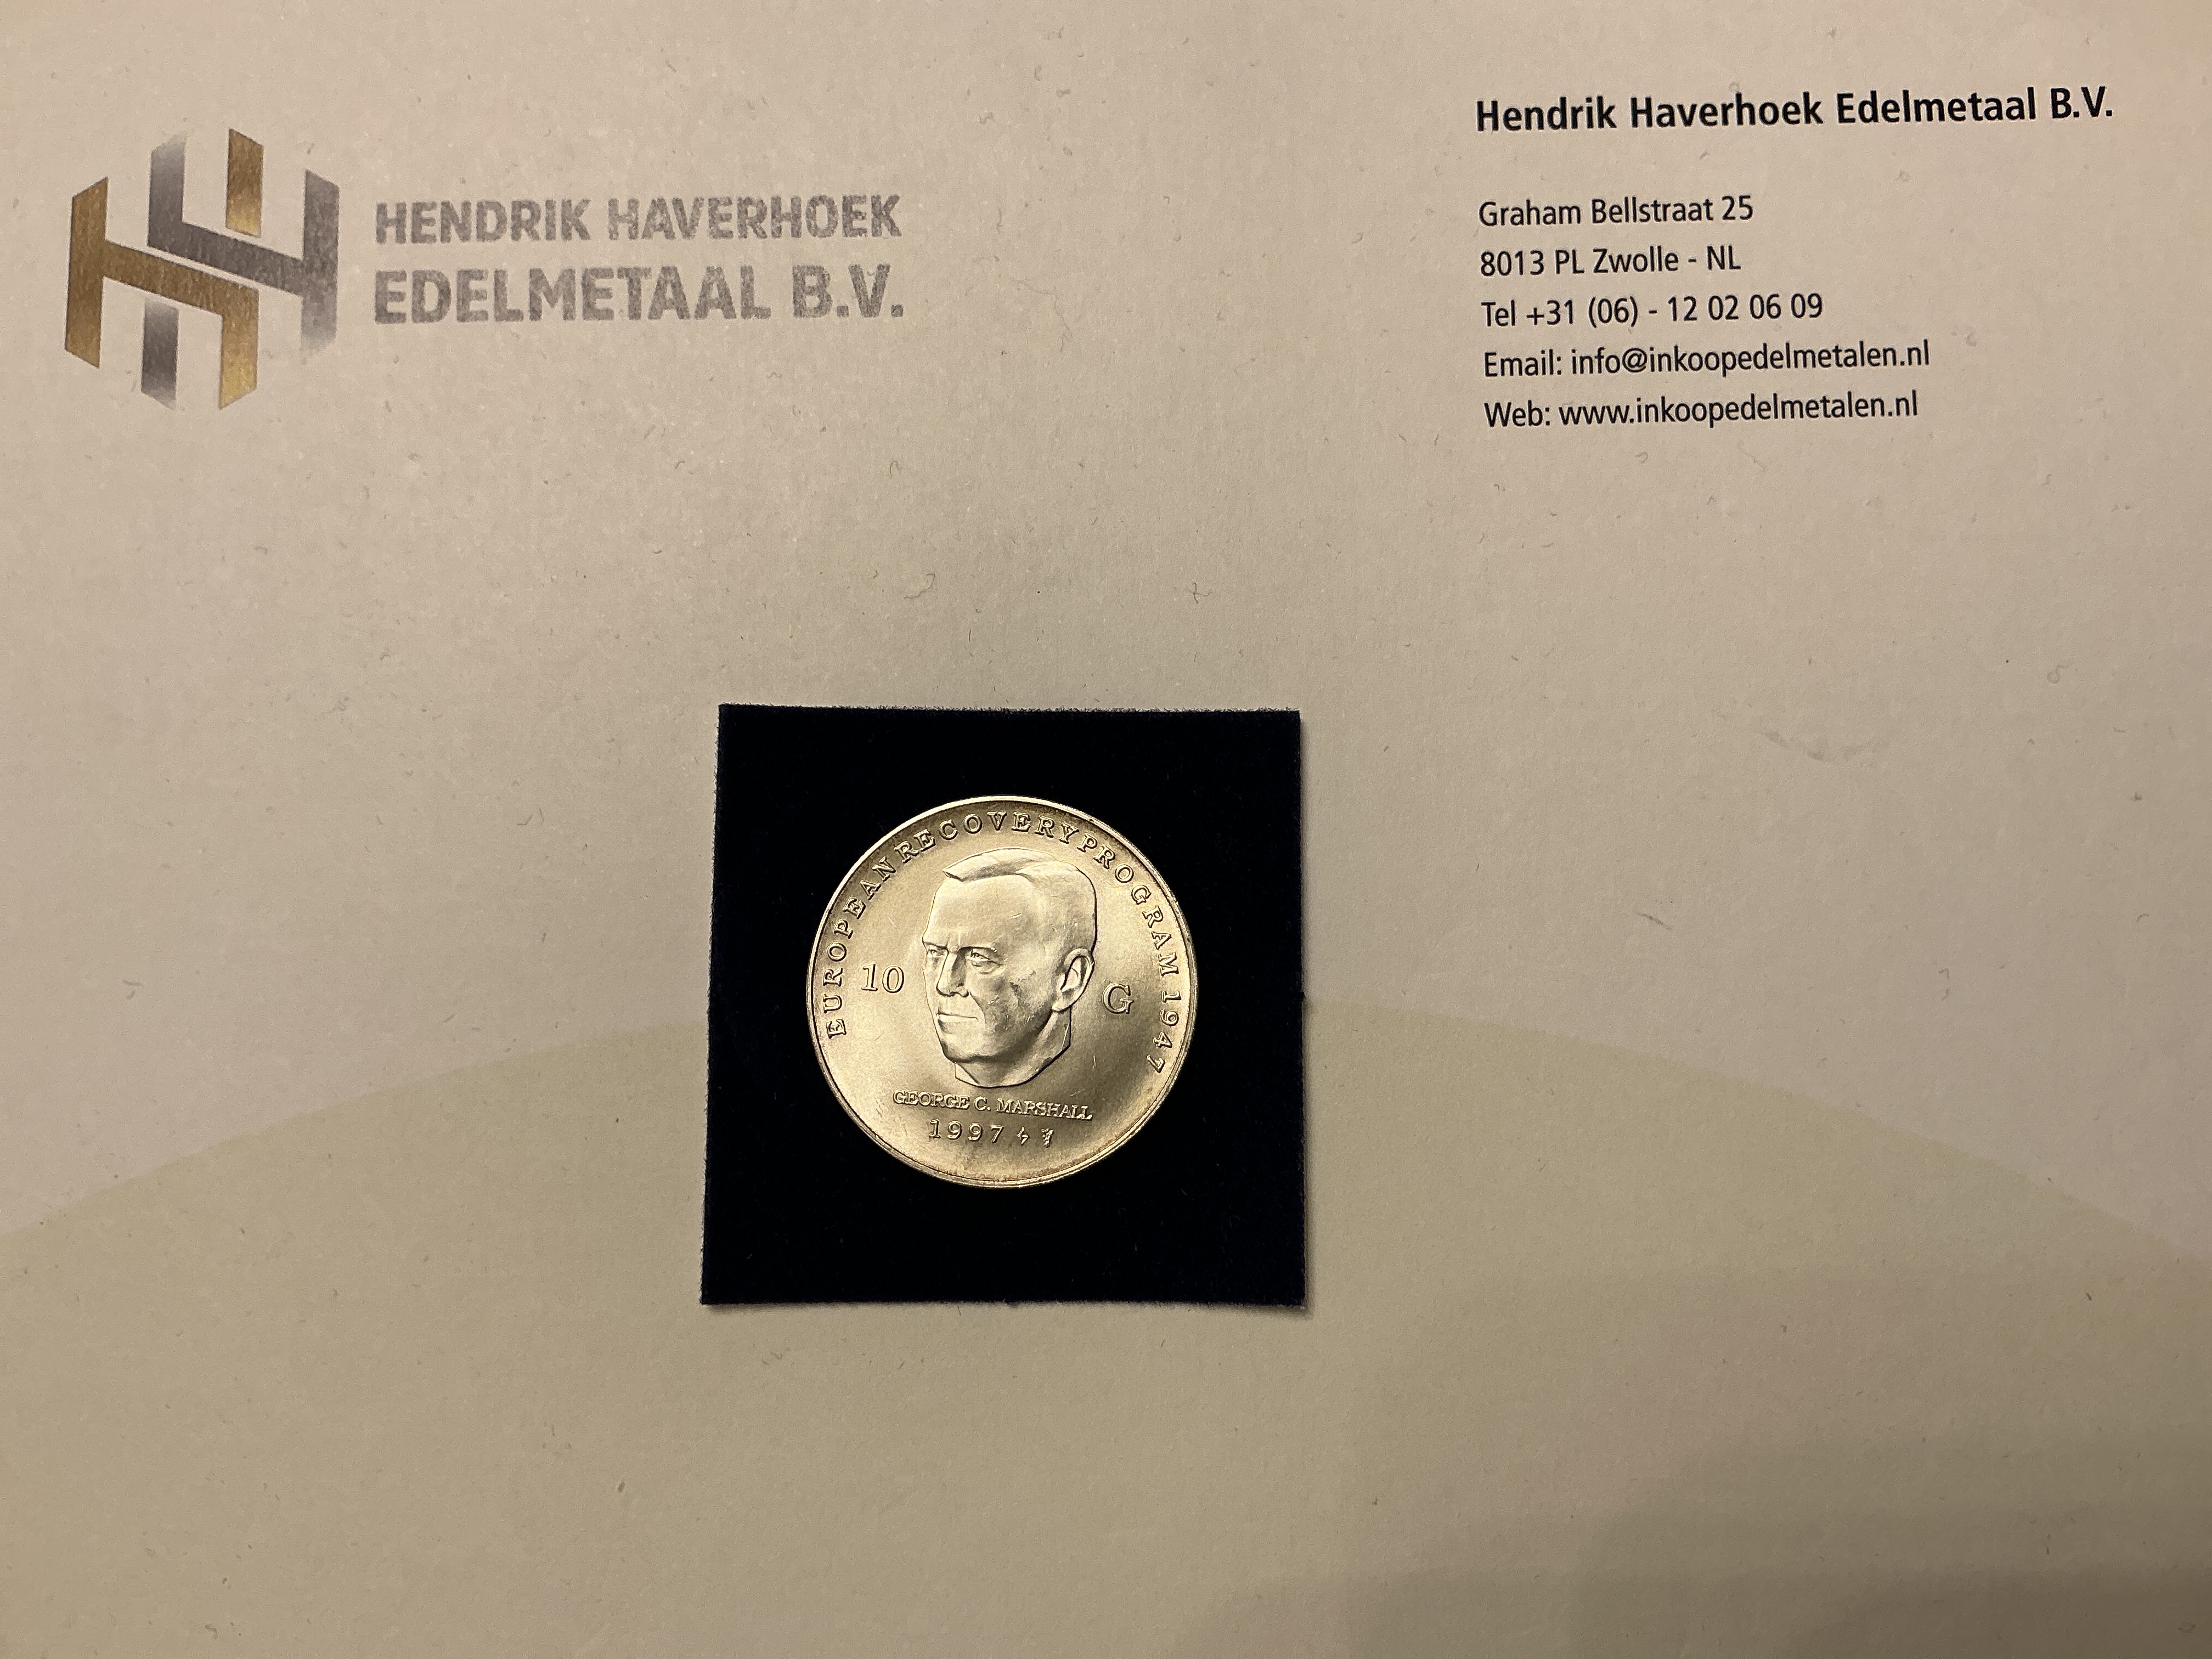 HENDRIK HAVERHOEK
EDELMETAAL B.V.
Hendrik Haverhoek Edelmetaal B.V.
Graham Bellstraat 25
8013 PL Zwolle - NL
Tel +31 (06) - 12 02 06 09
Email: info@inkoopedelmetalen.nl
Web: www.inkoopedelmetalen.nl
EUROPEAN RECOVERY PROGRAM 1947
10 G
GEORGE C. MARSHALL
1997